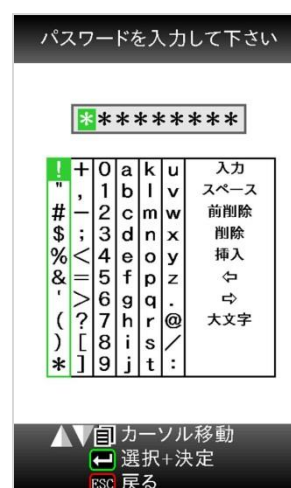 パスワードを入力して下さい
*********
! + 0 a k u 入力
" , 1 b l v スペース
# − 2 c m w 前削除
$ ; 3 d n x 削除
% < 4 e o y 挿入
& = 5 f p z ⇦
' > 6 g q . ⇨
( ? 7 h r @ 大文字
) [ 8 i s /
* ] 9 j t :
カーソル移動
選択+決定
ESC 戻る